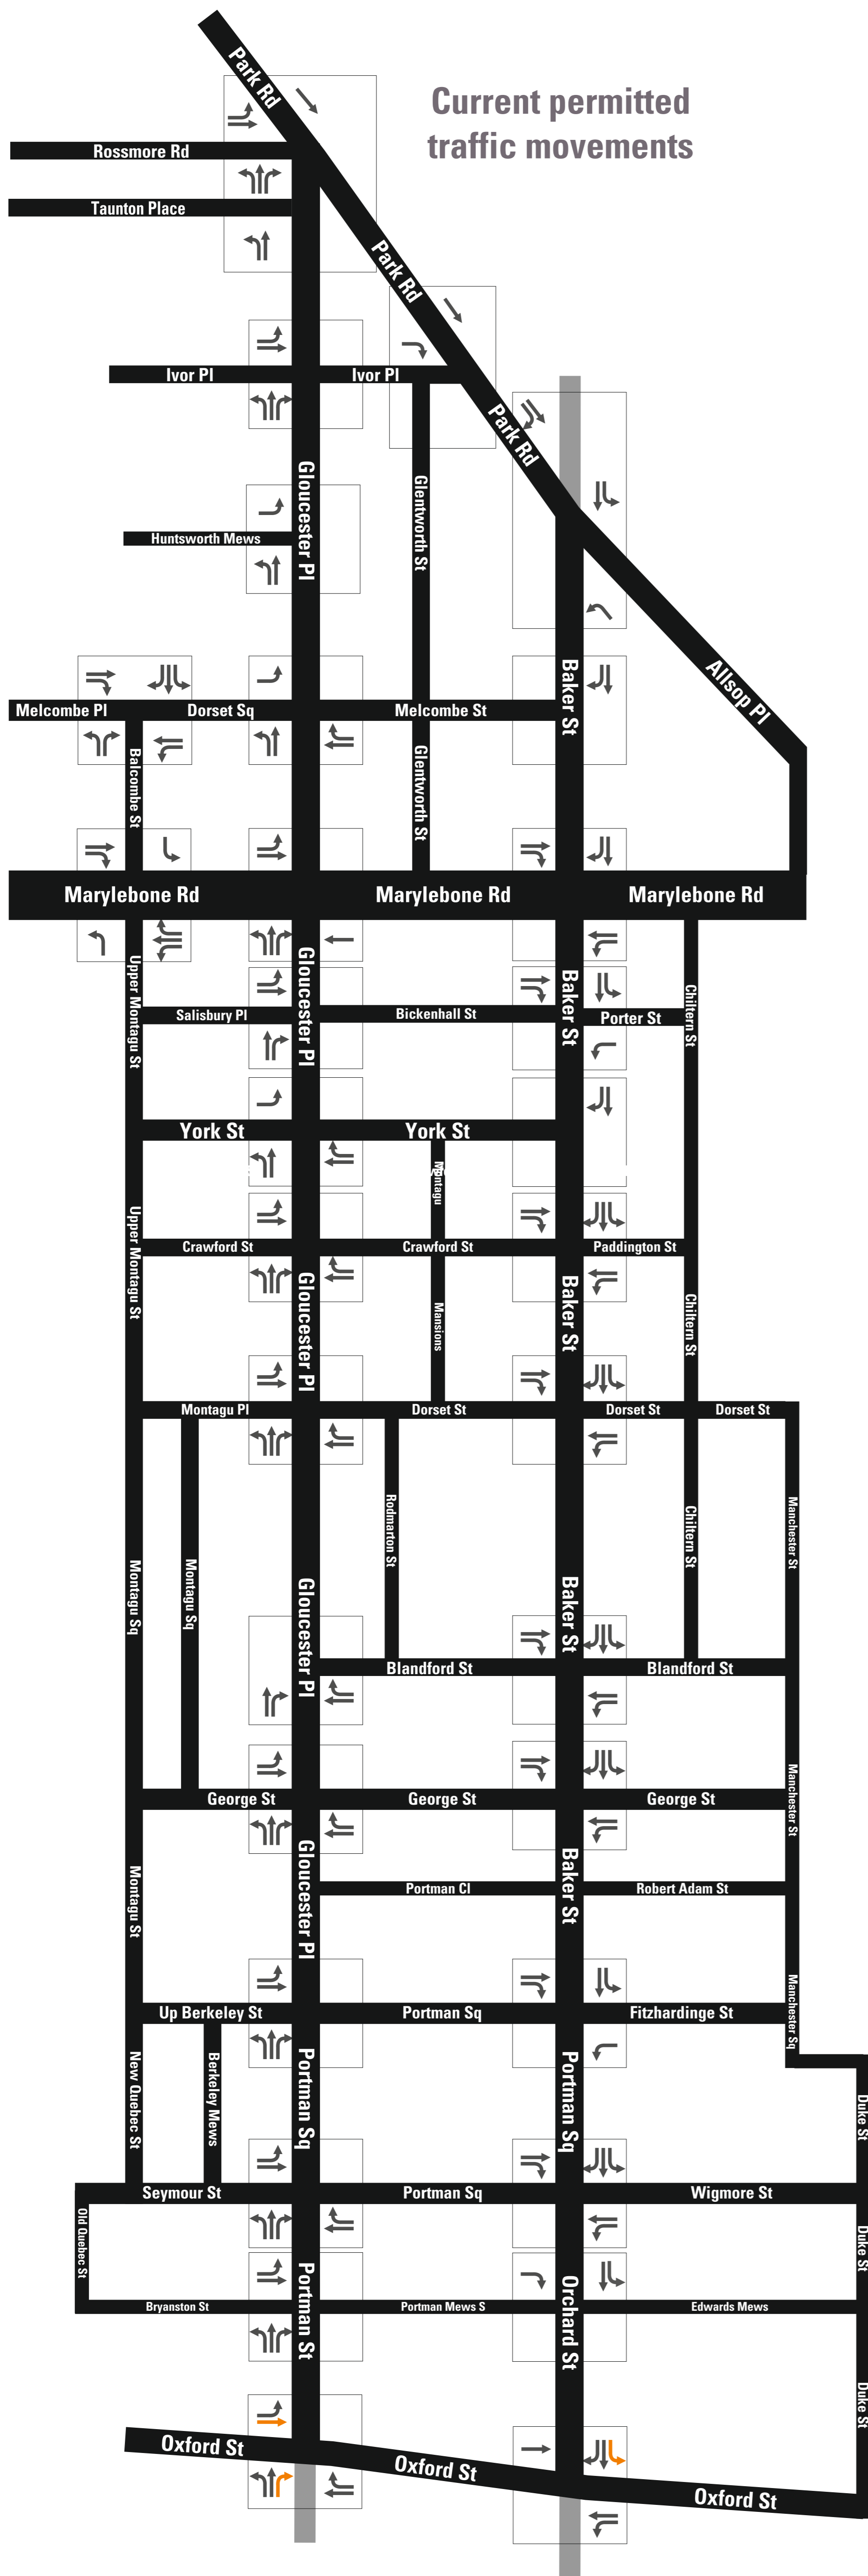 Park Rd
Current permitted
traffic movements
Rossmore Rd
Taunton Place
Park Rd
Ivor Pl
Ivor Pl
Park Rd
Gloucester Pl
Glentworth St
Huntsworth Mews
Baker St
Allsop Pl
Melcombe Pl
Dorset Sq
Melcombe St
Balcombe St
Glentworth St
Marylebone Rd
Marylebone Rd
Marylebone Rd
Upper Montagu St
Gloucester Pl
Baker St
Chiltern St
Salisbury Pl
Bickenhall St
Porter St
York St
York St
Montagu
Upper Montagu St
Crawford St
Crawford St
Paddington St
Gloucester Pl
Mansions
Baker St
Chiltern St
Montagu Pl
Dorset St
Dorset St
Dorset St
Montagu Sq
Montagu Sq
Rodmarton St
Chiltern St
Manchester St
Gloucester Pl
Baker St
Blandford St
Blandford St
George St
George St
George St
Manchester St
Montagu St
Gloucester Pl
Baker St
Portman Cl
Robert Adam St
Up Berkeley St
Portman Sq
Fitzhardinge St
Manchester Sq
New Quebec St
Berkeley Mews
Portman Sq
Portman Sq
Duke St
Seymour St
Portman Sq
Wigmore St
Old Quebec St
Duke St
Portman St
Orchard St
Bryanston St
Portman Mews S
Edwards Mews
Duke St
Oxford St
Oxford St
Oxford St